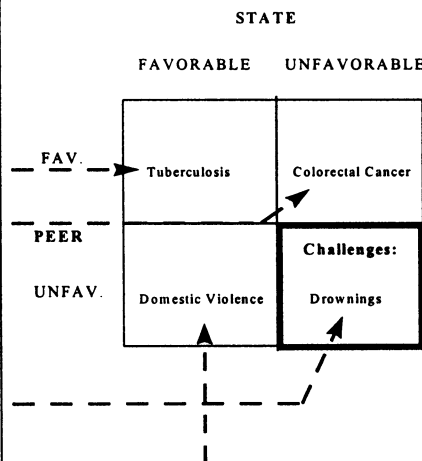 STATE
FAVORABLE UNFAVORABLE
FAV.
Tuberculosis Colorectal Cancer
PEER
Challenges:
UNFAV.
Domestic Violence Drownings